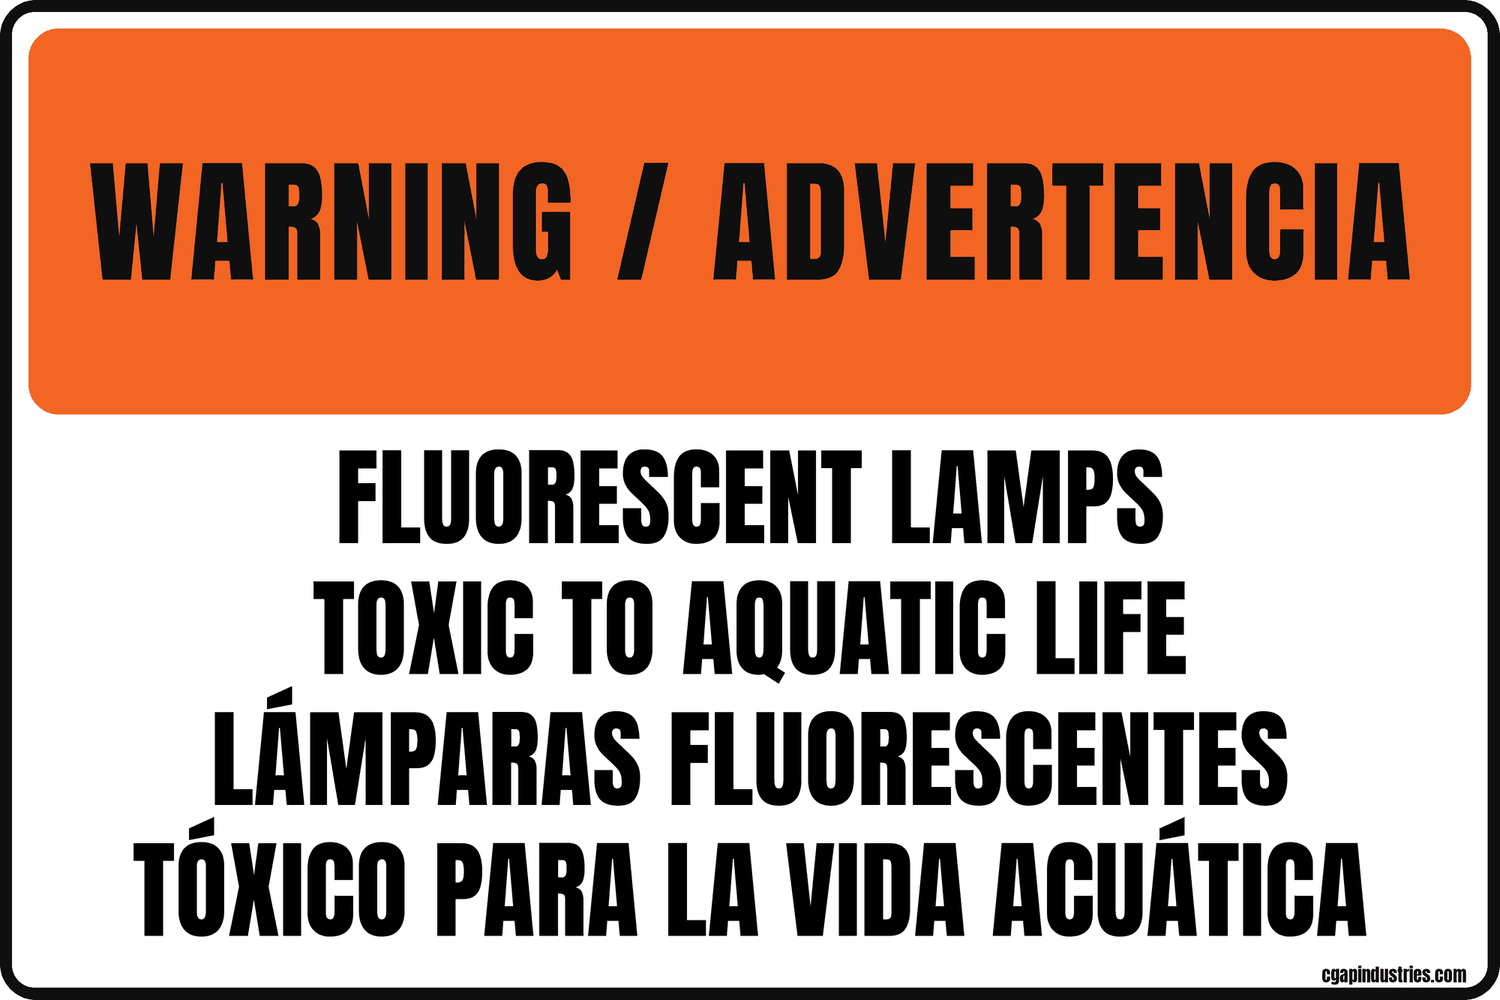 WARNING / ADVERTENCIA
FLUORESCENT LAMPS
TOXIC TO AQUATIC LIFE
LÁMPARAS FLUORESCENTES
TÓXICO PARA LA VIDA ACUÁTICA
cgapindustries.com